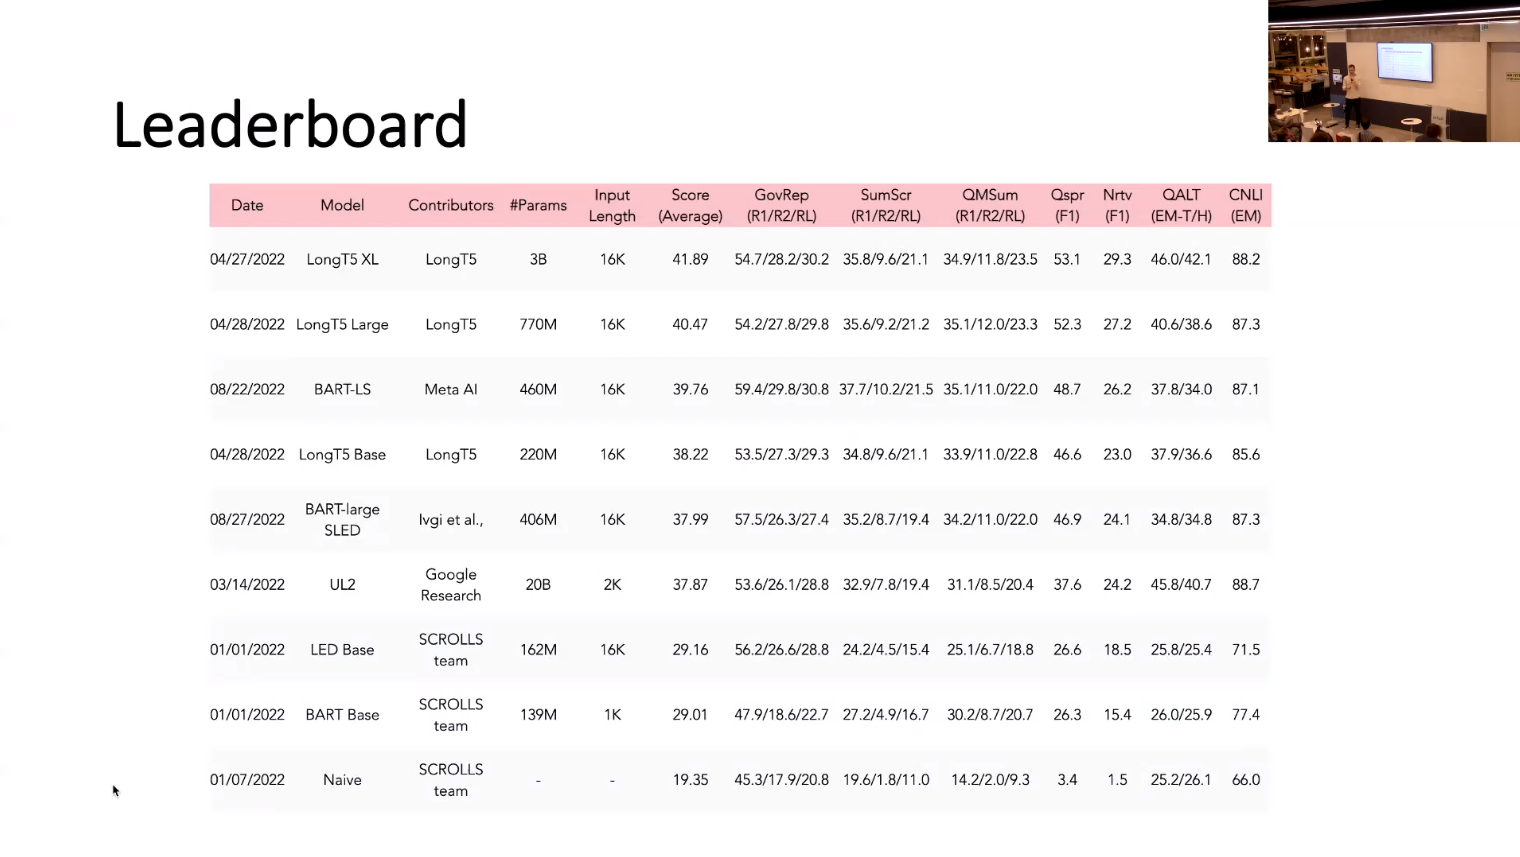 Leaderboard
Date Model Contributors #Params Input Length Score (Average) GovRep (R1/R2/RL) SumScr (R1/R2/RL) QMSum (R1/R2/RL) Qspr (F1) Nrtv (F1) QALT (EM-T/H) CNLI (EM)
04/27/2022 LongT5 XL LongT5 3B 16K 41.89 54.7/28.2/30.2 35.8/9.6/21.1 34.9/11.8/23.5 53.1 29.3 46.0/42.1 88.2
04/28/2022 LongT5 Large LongT5 770M 16K 40.47 54.2/27.8/29.8 35.6/9.2/21.2 35.1/12.0/23.3 52.3 27.2 40.6/38.6 87.3
08/22/2022 BART-LS Meta AI 460M 16K 39.76 59.4/29.8/30.8 37.7/10.2/21.5 35.1/11.0/22.0 48.7 26.2 37.8/34.0 87.1
04/28/2022 LongT5 Base LongT5 220M 16K 38.22 53.5/27.3/29.3 34.8/9.6/21.1 33.9/11.0/22.8 46.6 23.0 37.9/36.6 85.6
08/27/2022 BART-large SLED Ivgi et al., 406M 16K 37.99 57.5/26.3/27.4 35.2/8.7/19.4 34.2/11.0/22.0 46.9 24.1 34.8/34.8 87.3
03/14/2022 UL2 Google Research 20B 2K 37.87 53.6/26.1/28.8 32.9/7.8/19.4 31.1/8.5/20.4 37.6 24.2 45.8/40.7 88.7
01/01/2022 LED Base SCROLLS team 162M 16K 29.16 56.2/26.6/28.8 24.2/4.5/15.4 25.1/6.7/18.8 26.6 18.5 25.8/25.4 71.5
01/01/2022 BART Base SCROLLS team 139M 1K 29.01 47.9/18.6/22.7 27.2/4.9/16.7 30.2/8.7/20.7 26.3 15.4 26.0/25.9 77.4
01/07/2022 Naive SCROLLS team - - 19.35 45.3/17.9/20.8 19.6/1.8/11.0 14.2/2.0/9.3 3.4 1.5 25.2/26.1 66.0